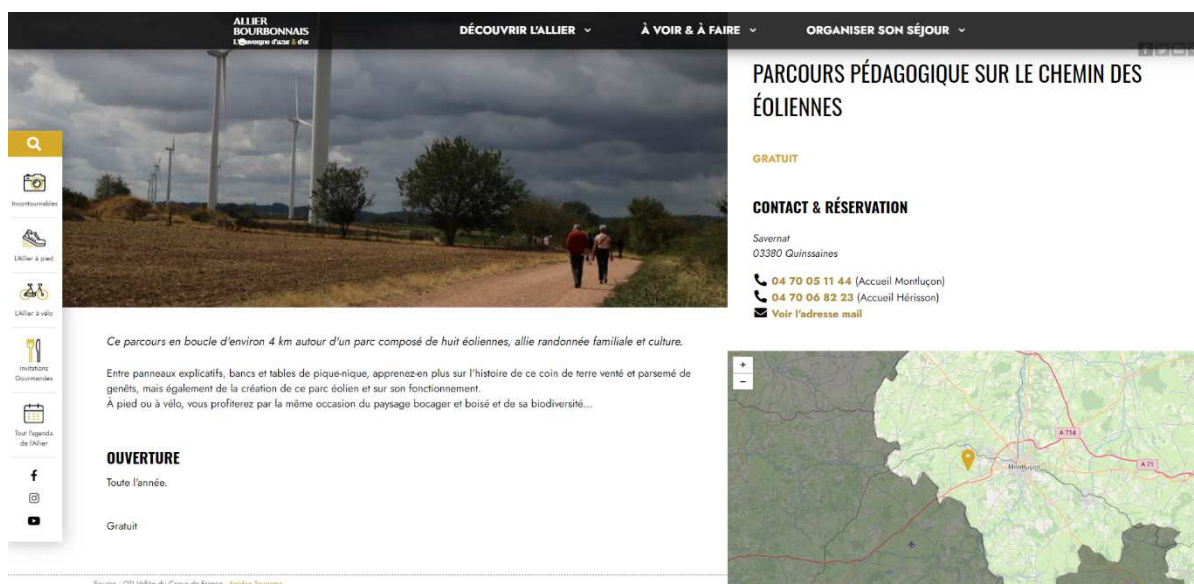 ALLIER
BOURBONNAIS
L'Auvergne d'azur & d'or
DÉCOUVRIR L'ALLIER
À VOIR & À FAIRE
ORGANISER SON SÉJOUR
PARCOURS PÉDAGOGIQUE SUR LE CHEMIN DES
ÉOLIENNES
GRATUIT
CONTACT & RÉSERVATION
Savernat
03380 Quinssaines
04 70 05 11 44 (Accueil Montluçon)
04 70 06 82 23 (Accueil Hérisson)
Voir l'adresse mail
Incontournables
L'Allier à pied
L'Allier à vélo
Invitations
Gourmandes
Tout l'agenda
de l'Allier
Ce parcours en boucle d'environ 4 km autour d'un parc composé de huit éoliennes, allie randonnée familiale et culture.
Entre panneaux explicatifs, bancs et tables de pique-nique, apprenez-en plus sur l'histoire de ce coin de terre venté et parsemé de
genêts, mais également de la création de ce parc éolien et sur son fonctionnement.
À pied ou à vélo, vous profiterez par la même occasion du paysage bocager et boisé et de sa biodiversité...
OUVERTURE
Toute l'année.
Gratuit
+
−
A 714
Montluçon
A 71